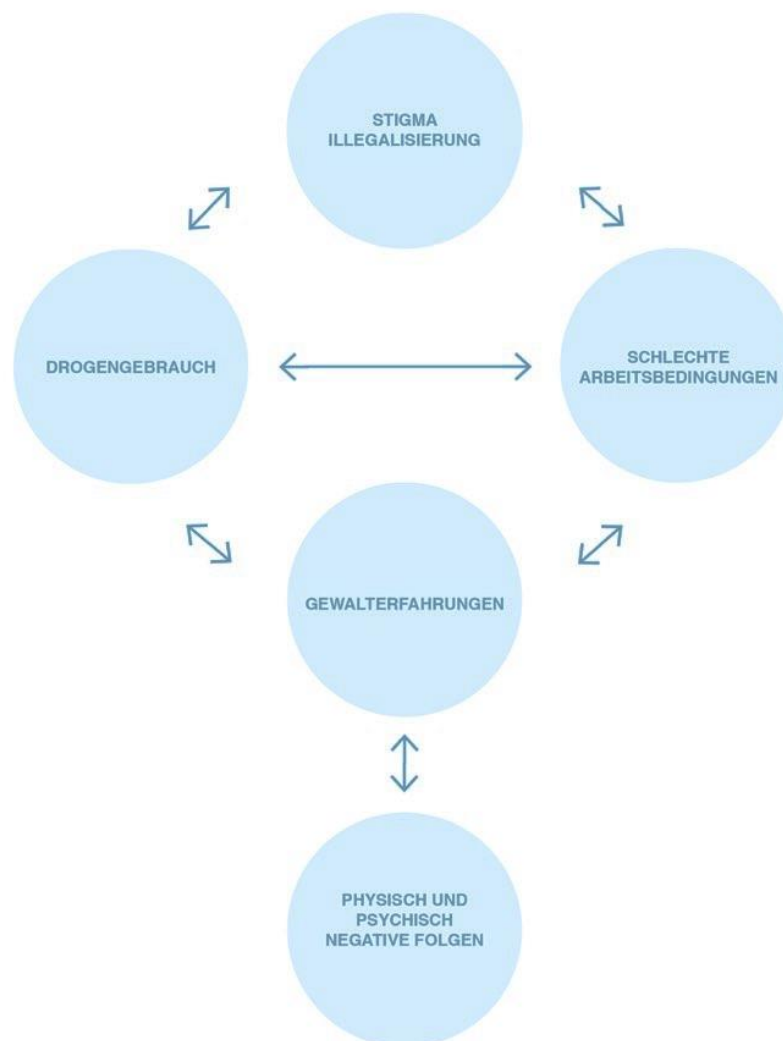 STIGMA
ILLEGALISIERUNG
DROGENGEBRAUCH
SCHLECHTE
ARBEITSBEDINGUNGEN
GEWALTERFAHRUNGEN
PHYSISCH UND
PSYCHISCH
NEGATIVE FOLGEN